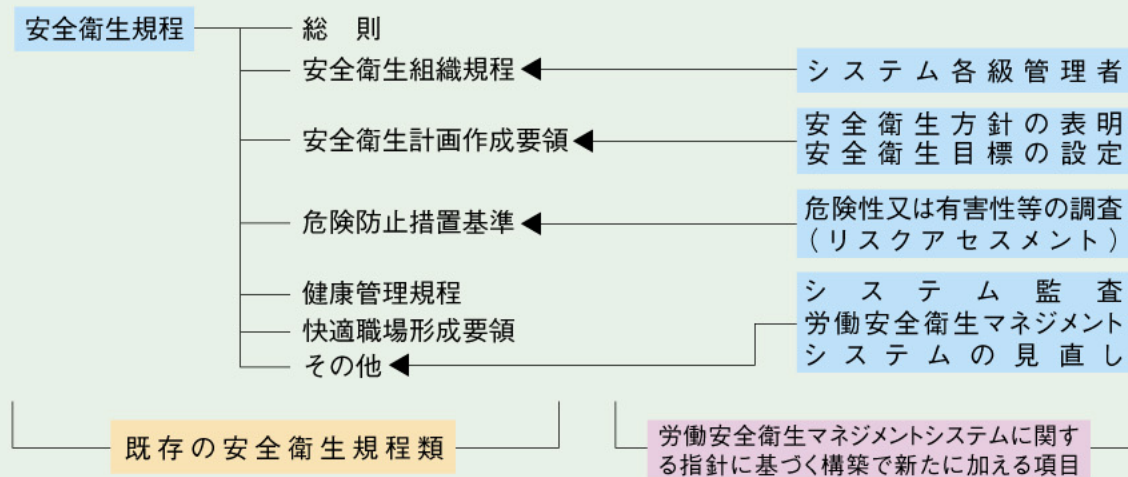 安全衛生規程
総則
安全衛生組織規程
安全衛生計画作成要領
危険防止措置基準
健康管理規程
快適職場形成要領
その他
システム各級管理者
安全衛生方針の表明
安全衛生目標の設定
危険性又は有害性等の調査
(リスクアセスメント)
システム監査
労働安全衛生マネジメント
システムの見直し
既存の安全衛生規程類
労働安全衛生マネジメントシステムに関す
る指針に基づく構築で新たに加える項目